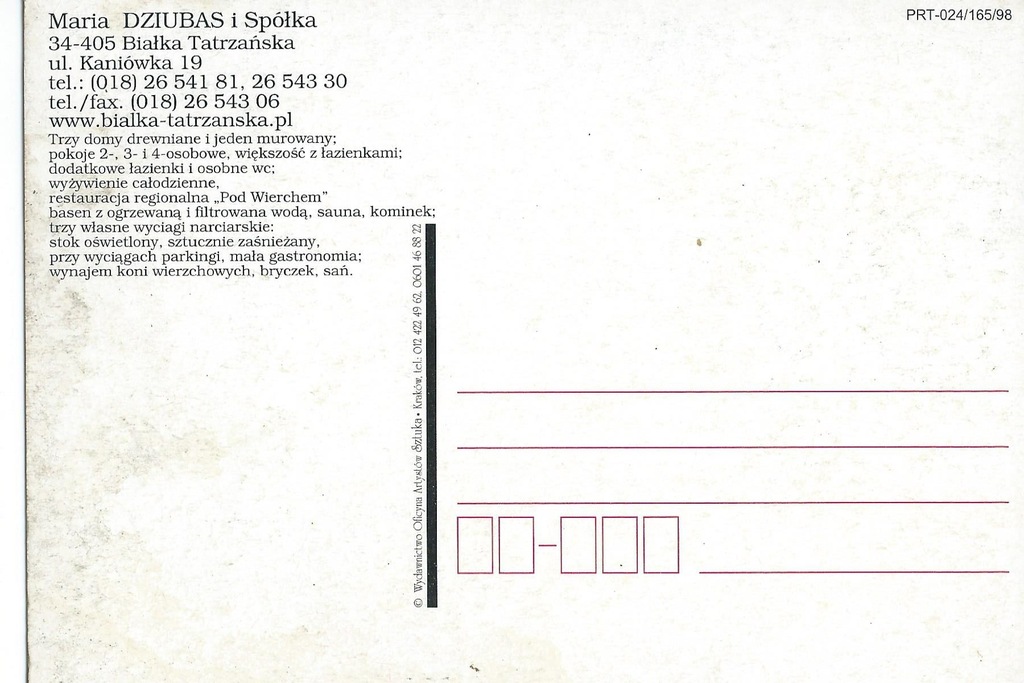 Maria DZIUBAS i Spółka
34-405 Białka Tatrzańska
ul. Kaniówka 19
tel.: (018) 26 541 81, 26 543 30
tel./fax. (018) 26 543 06
www.bialka-tatrzanska.pl
Trzy domy drewniane i jeden murowany;
pokoje 2-, 3- i 4-osobowe, większość z łazienkami;
dodatkowe łazienki i osobne wc;
wyżywienie całodzienne,
restauracja regionalna „Pod Wierchem”
basen z ogrzewaną i filtrowana wodą, sauna, kominek;
trzy własne wyciagi narciarskie:
stok oświetlony, sztucznie zaśnieżany,
przy wyciągach parkingi, mała gastronomia;
wynajem koni wierzchowych, bryczek, sań.
© Wydawnictwo Oficyna Artystów Sztuka • Kraków, tel.: 012 422 49 62, 0601 46 88 22
PRT-024/165/98